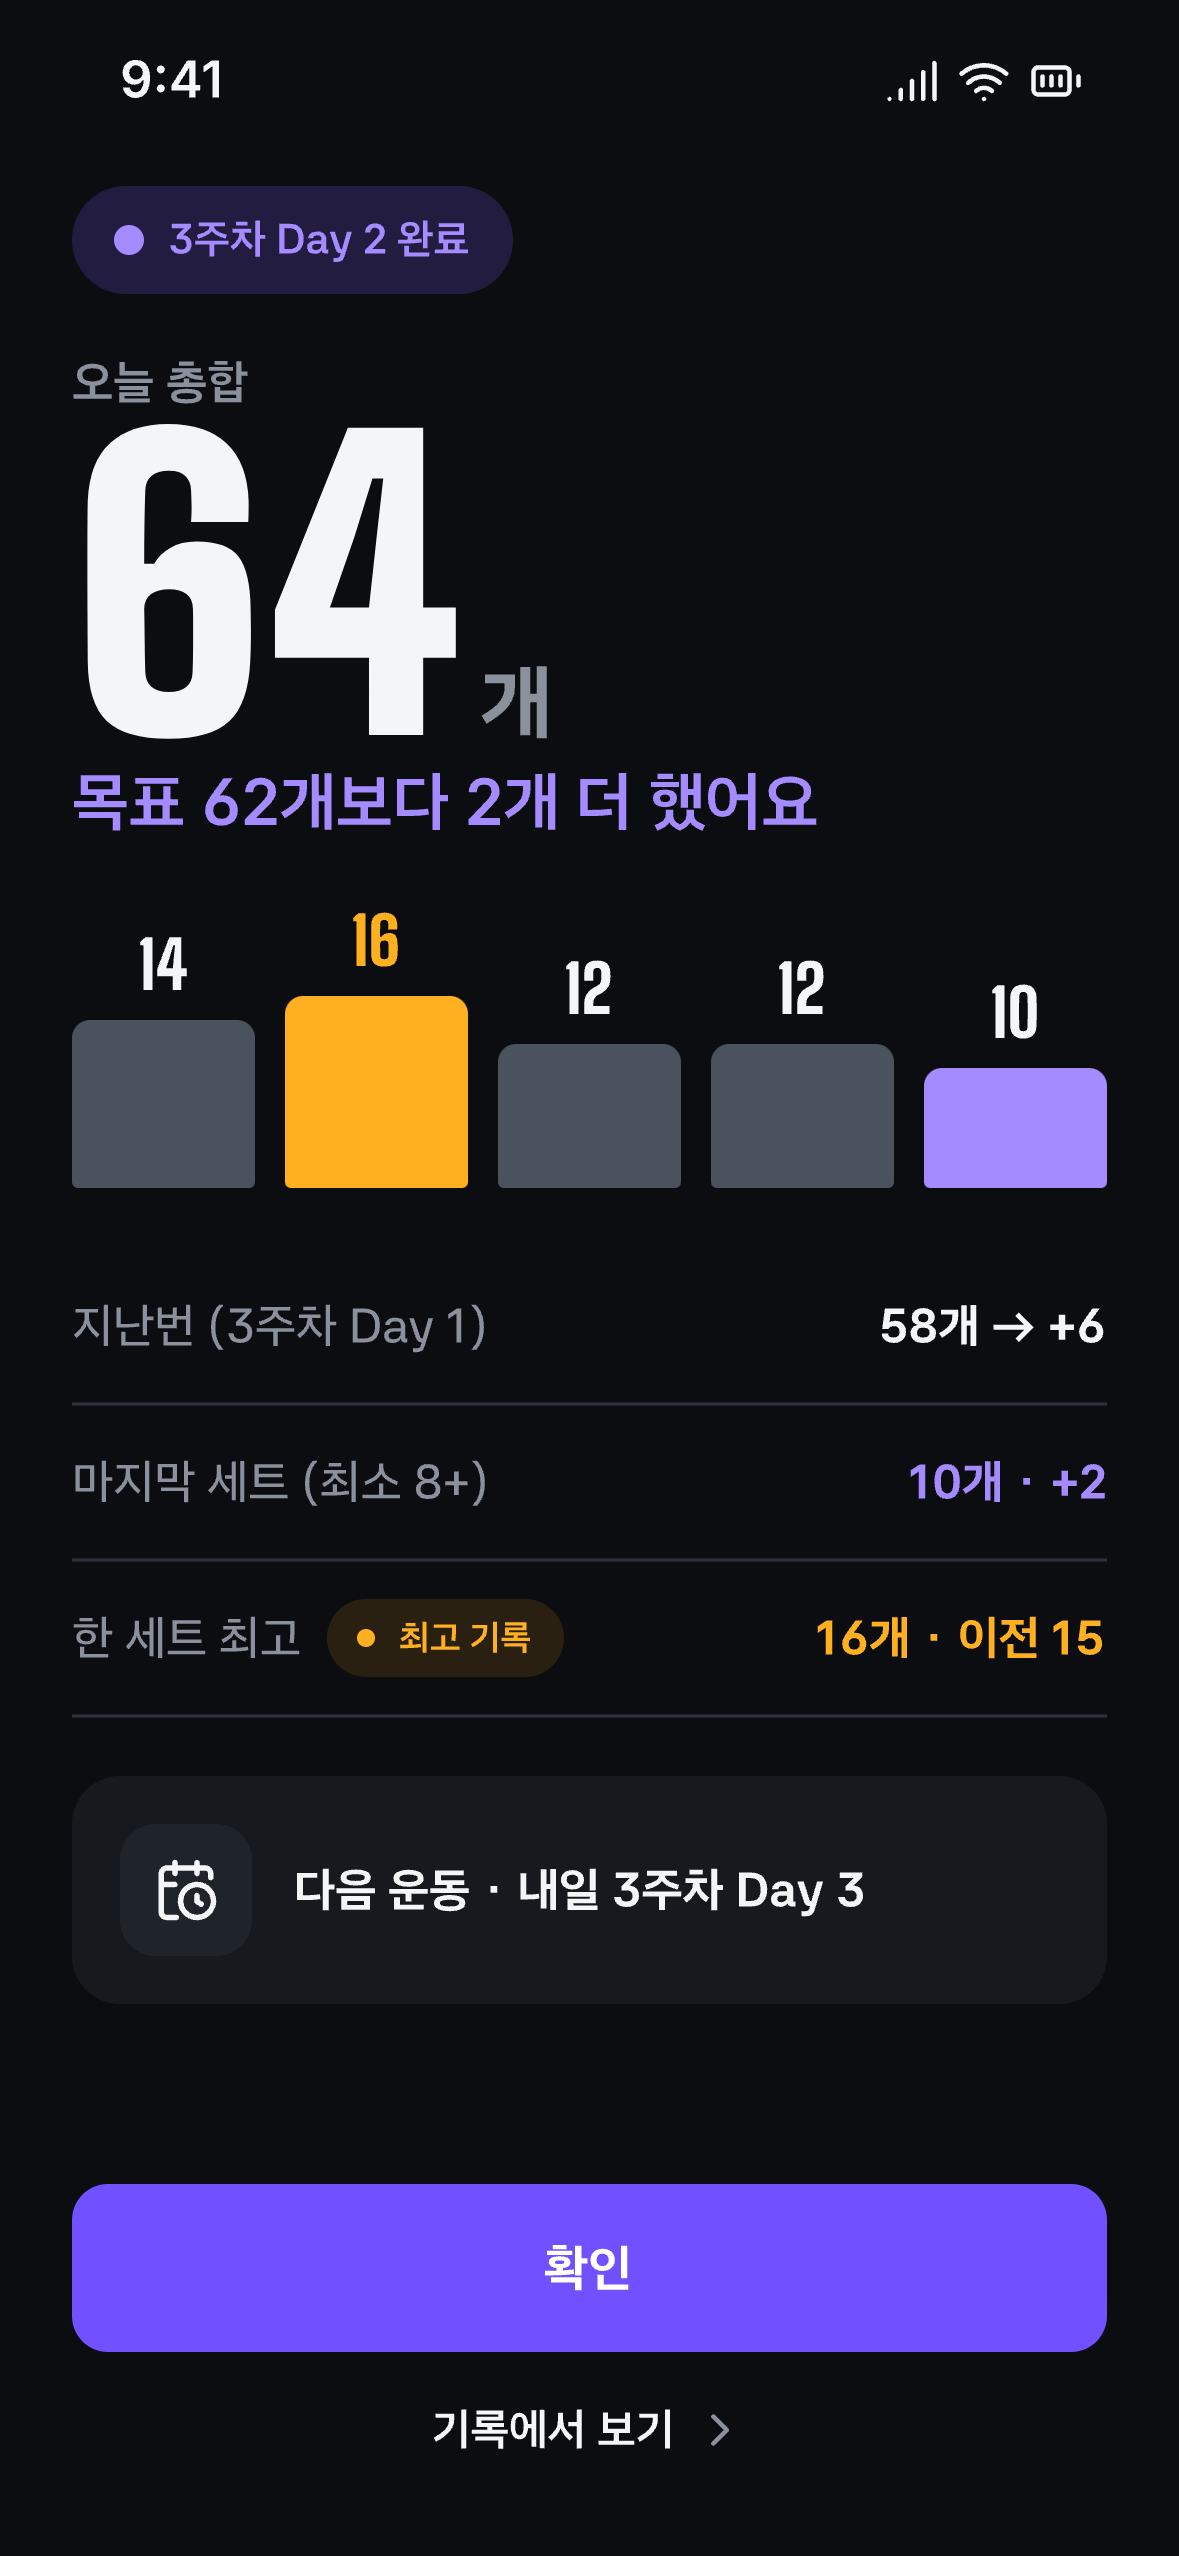 9:41
3주차 Day 2 완료
오늘 총합
64 개
목표 62개보다 2개 더 했어요
14 16 12 12 10
지난번 (3주차 Day 1) 58개 → +6
마지막 세트 (최소 8+) 10개 · +2
한 세트 최고 최고 기록 16개 · 이전 15
다음 운동 · 내일 3주차 Day 3
확인
기록에서 보기